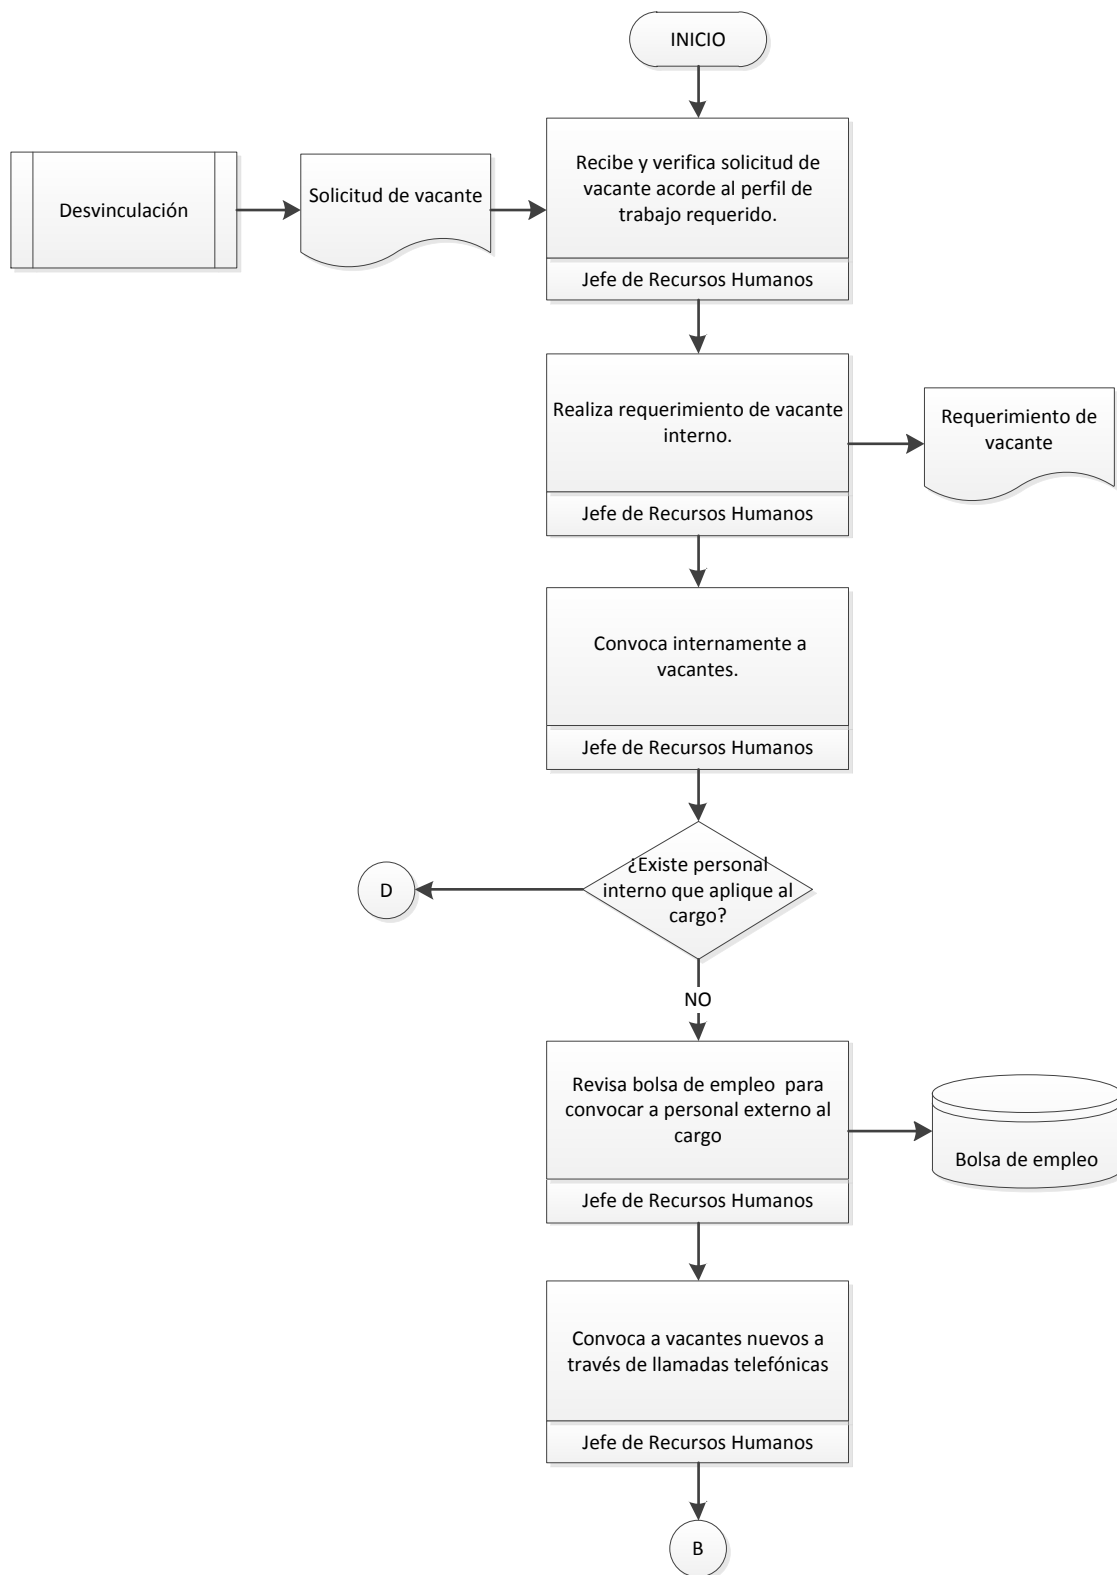 INICIO
Desvinculación
Solicitud de vacante
Recibe y verifica solicitud de
vacante acorde al perfil de
trabajo requerido.
Jefe de Recursos Humanos
Realiza requerimiento de vacante
interno.
Jefe de Recursos Humanos
Requerimiento de
vacante
Convoca internamente a
vacantes.
Jefe de Recursos Humanos
¿Existe personal
interno que aplique al
cargo?
D
NO
Revisa bolsa de empleo para
convocar a personal externo al
cargo
Jefe de Recursos Humanos
Bolsa de empleo
Convoca a vacantes nuevos a
través de llamadas telefónicas
Jefe de Recursos Humanos
B